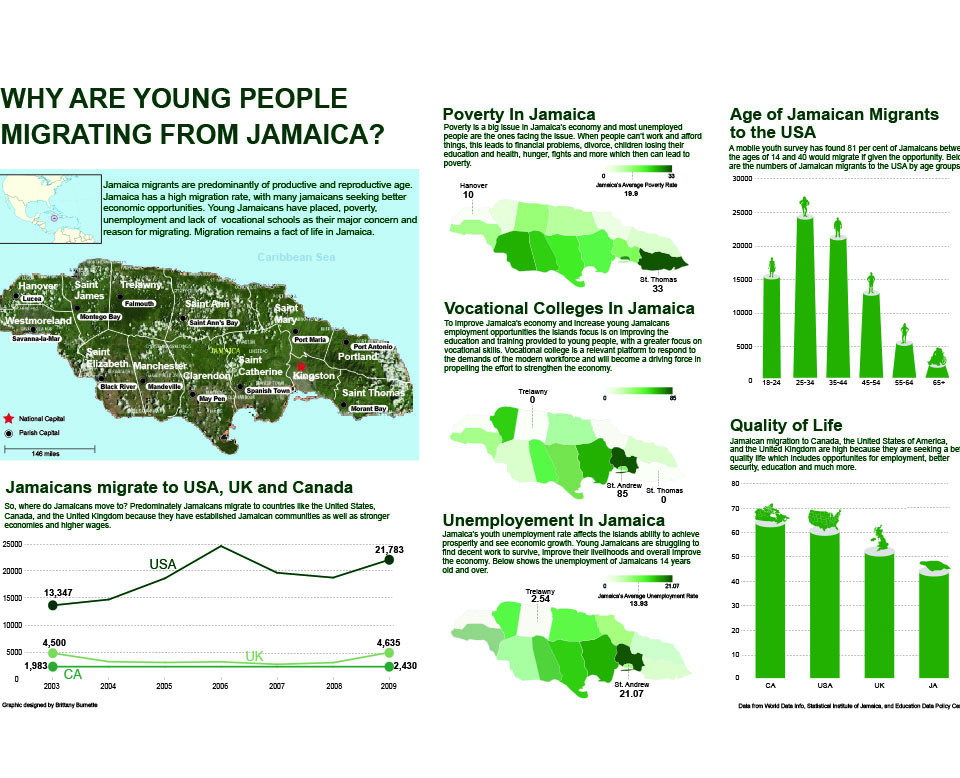 WHY ARE YOUNG PEOPLE
MIGRATING FROM JAMAICA?
Jamaica migrants are predominantly of productive and reproductive age.
Jamaica has a high migration rate, with many jamaicans seeking better
economic opportunities. Young Jamaicans have placed, poverty,
unemployment and lack of vocational schools as their major concern and
reason for migrating. Migration remains a fact of life in Jamaica.
Caribbean Sea
Hanover
Lucea
Saint
James
Montego Bay
Trelawny
Falmouth
Westmoreland
Savanna-la-Mar
Saint Ann
Saint Ann's Bay
Saint
Mary
Port Maria
Port Antonio
Portland
JAMAICA
Saint
Elizabeth
Black River
Manchester
Mandeville
Clarendon
May Pen
Saint
Catherine
Spanish Town
Kingston
Saint Thomas
Morant Bay
National Capital
Parish Capital
146 miles
Jamaicans migrate to USA, UK and Canada
So, where do Jamaicans move to? Predominately Jamaicans migrate to countries like the United States,
Canada, and the United Kingdom because they have established Jamaican communities as well as stronger
economies and higher wages.
25000
20000
15000
10000
5000
0
USA
13,347
21,783
4,500
UK
4,635
1,983
CA
2,430
2003 2004 2005 2006 2007 2008 2009
Graphic designed by Brittany Burnette
Poverty In Jamaica
Poverty is a big issue in Jamaica's economy and most unemployed
people are the ones facing the issue. When people can't work and afford
things, this leads to financial problems, divorce, children losing their
education and health, hunger, fights and more which then can lead to
poverty.
0 33
Jamaica's Average Poverty Rate
19.9
Hanover
10
St. Thomas
33
Vocational Colleges In Jamaica
To improve Jamaica's economy and increase young Jamaicans
employment opportunities the islands focus is on improving the
education and training provided to young people, with a greater focus on
vocational skills. Vocational college is a relevant platform to respond to
the demands of the modern workforce and will become a driving force in
propelling the effort to strengthen the economy.
0 85
Trelawny
0
St. Andrew
85
St. Thomas
0
Unemployement In Jamaica
Jamaica's youth unemployment rate affects the islands ability to achieve
prosperity and see economic growth. Young Jamaicans are struggling to
find decent work to survive, improve their livelihoods and overall improve
the economy. Below shows the unemployment of Jamaicans 14 years
old and over.
0 21.07
Jamaica's Average Unemployment Rate
13.93
Trelawny
2.54
St. Andrew
21.07
Age of Jamaican Migrants
to the USA
A mobile youth survey has found 81 per cent of Jamaicans betwe
the ages of 14 and 40 would migrate if given the opportunity. Belo
are the numbers of Jamaican migrants to the USA by age groups
30000
25000
20000
15000
10000
5000
0
18-24 25-34 35-44 45-54 55-64 65+
Quality of Life
Jamaican migration to Canada, the United States of America,
and the United Kingdom are high because they are seeking a bet
quality life which includes opportunites for employment, better
security, education and much more.
80
70
60
50
40
30
20
10
0
CA USA UK JA
Data from World Data Info, Statistical Institute of Jamaica, and Education Data Policy Cen